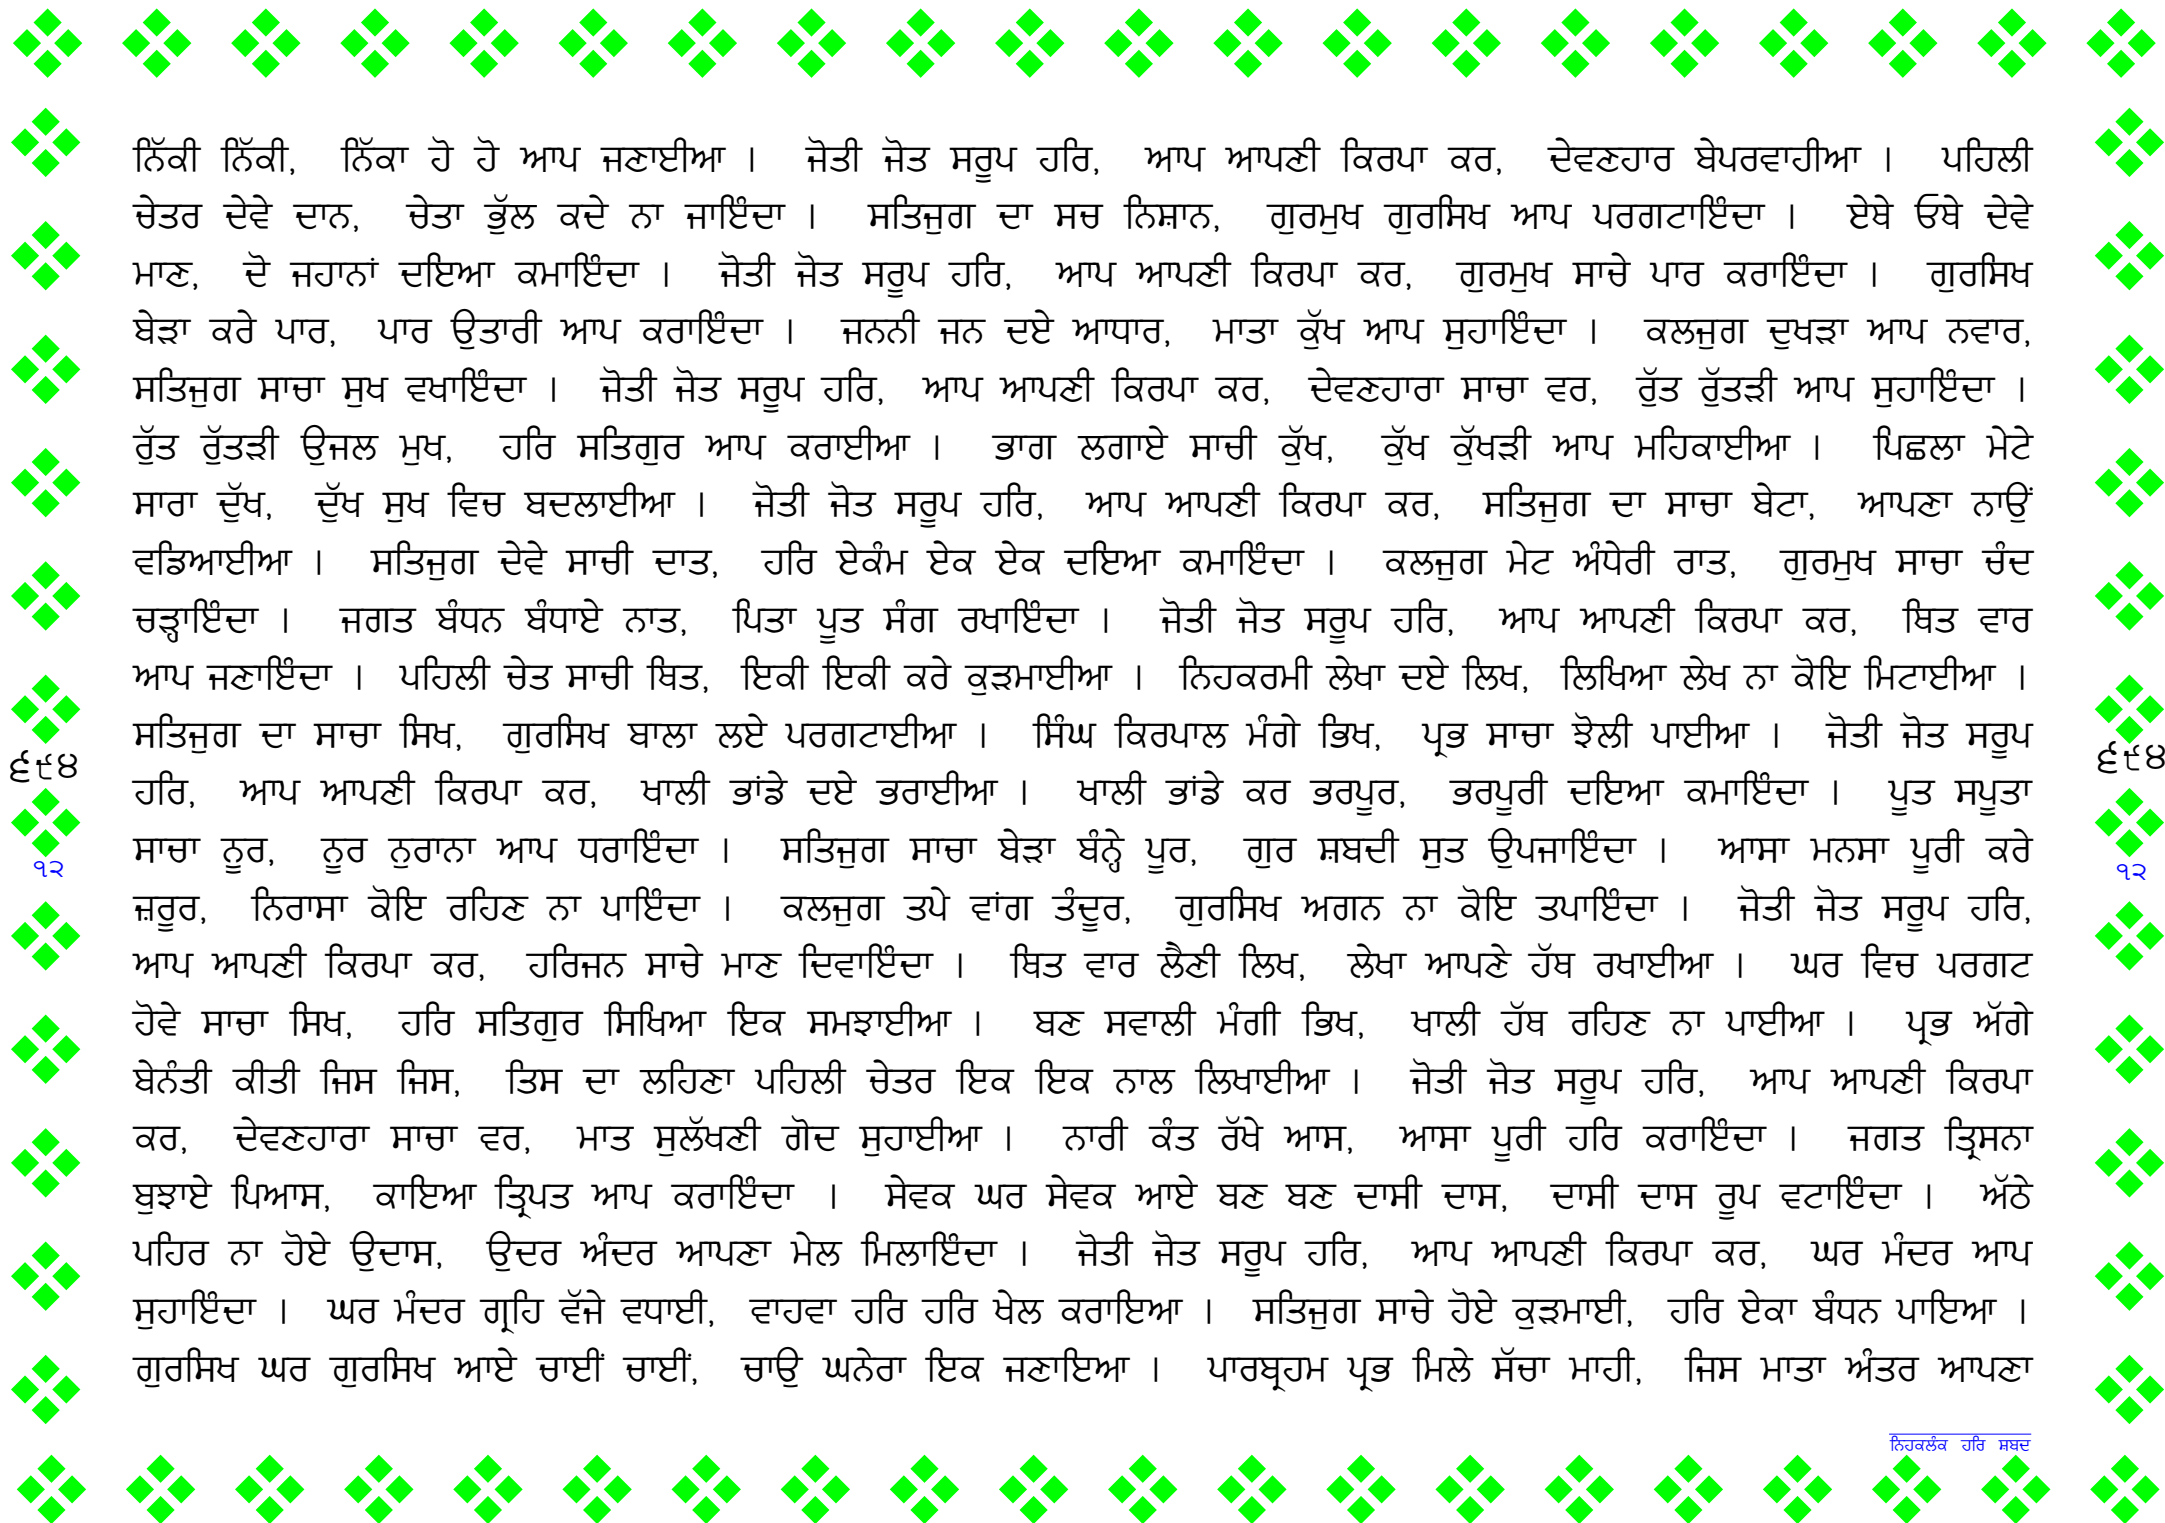 ਨਿੱਕੀ ਨਿੱਕੀ, ਨਿੱਕਾ ਹੋ ਹੋ ਆਪ ਜਣਾਈਆ । ਜੋਤੀ ਜੋਤ ਸਰੂਪ ਹਰਿ, ਆਪ ਆਪਣੀ ਕਿਰਪਾ ਕਰ, ਦੇਵਣਹਾਰ ਬੇਪਰਵਾਹੀਆ । ਪਹਿਲੀ
ਚੇਤਰ ਦੇਵੇ ਦਾਨ, ਚੇਤਾ ਭੁੱਲ ਕਦੇ ਨਾ ਜਾਇੰਦਾ । ਸਤਿਜੁਗ ਦਾ ਸਚ ਨਿਸ਼ਾਨ, ਗੁਰਮੁਖ ਗੁਰਸਿਖ ਆਪ ਪਰਗਟਾਇੰਦਾ । ਏਥੇ ਓਥੇ ਦੇਵੇ
ਮਾਣ, ਦੋ ਜਹਾਨਾਂ ਦਇਆ ਕਮਾਇੰਦਾ । ਜੋਤੀ ਜੋਤ ਸਰੂਪ ਹਰਿ, ਆਪ ਆਪਣੀ ਕਿਰਪਾ ਕਰ, ਗੁਰਮੁਖ ਸਾਚੇ ਪਾਰ ਕਰਾਇੰਦਾ । ਗੁਰਸਿਖ
ਬੇੜਾ ਕਰੇ ਪਾਰ, ਪਾਰ ਉਤਾਰੀ ਆਪ ਕਰਾਇੰਦਾ । ਜਨਨੀ ਜਨ ਦਏ ਆਧਾਰ, ਮਾਤਾ ਕੁੱਖ ਆਪ ਸੁਹਾਇੰਦਾ । ਕਲਜੁਗ ਦੁਖੜਾ ਆਪ ਨਵਾਰ,
ਸਤਿਜੁਗ ਸਾਚਾ ਸੁਖ ਵਖਾਇੰਦਾ । ਜੋਤੀ ਜੋਤ ਸਰੂਪ ਹਰਿ, ਆਪ ਆਪਣੀ ਕਿਰਪਾ ਕਰ, ਦੇਵਣਹਾਰਾ ਸਾਚਾ ਵਰ, ਰੁੱਤ ਰੁੱਤੜੀ ਆਪ ਸੁਹਾਇੰਦਾ ।
ਰੁੱਤ ਰੁੱਤੜੀ ਉਜਲ ਮੁਖ, ਹਰਿ ਸਤਿਗੁਰ ਆਪ ਕਰਾਈਆ । ਭਾਗ ਲਗਾਏ ਸਾਚੀ ਕੁੱਖ, ਕੁੱਖ ਕੁੱਖੜੀ ਆਪ ਮਹਿਕਾਈਆ । ਪਿਛਲਾ ਮੇਟੇ
ਸਾਰਾ ਦੁੱਖ, ਦੁੱਖ ਸੁਖ ਵਿਚ ਬਦਲਾਈਆ । ਜੋਤੀ ਜੋਤ ਸਰੂਪ ਹਰਿ, ਆਪ ਆਪਣੀ ਕਿਰਪਾ ਕਰ, ਸਤਿਜੁਗ ਦਾ ਸਾਚਾ ਬੇਟਾ, ਆਪਣਾ ਨਾਉਂ
ਵਡਿਆਈਆ । ਸਤਿਜੁਗ ਦੇਵੇ ਸਾਚੀ ਦਾਤ, ਹਰਿ ਏਕੰਮ ਏਕ ਏਕ ਦਇਆ ਕਮਾਇੰਦਾ । ਕਲਜੁਗ ਮੇਟ ਅੰਧੇਰੀ ਰਾਤ, ਗੁਰਮੁਖ ਸਾਚਾ ਚੰਦ
ਚੜ੍ਹਾਇੰਦਾ । ਜਗਤ ਬੰਧਨ ਬੰਧਾਏ ਨਾਤ, ਪਿਤਾ ਪੂਤ ਸੰਗ ਰਖਾਇੰਦਾ । ਜੋਤੀ ਜੋਤ ਸਰੂਪ ਹਰਿ, ਆਪ ਆਪਣੀ ਕਿਰਪਾ ਕਰ, ਥਿਤ ਵਾਰ
ਆਪ ਜਣਾਇੰਦਾ । ਪਹਿਲੀ ਚੇਤ ਸਾਚੀ ਥਿਤ, ਇਕੀ ਇਕੀ ਕਰੇ ਕੁੜਮਾਈਆ । ਨਿਹਕਰਮੀ ਲੇਖਾ ਦਏ ਲਿਖ, ਲਿਖਿਆ ਲੇਖ ਨਾ ਕੋਇ ਮਿਟਾਈਆ ।
ਸਤਿਜੁਗ ਦਾ ਸਾਚਾ ਸਿਖ, ਗੁਰਸਿਖ ਬਾਲਾ ਲਏ ਪਰਗਟਾਈਆ । ਸਿੰਘ ਕਿਰਪਾਲ ਮੰਗੇ ਭਿਖ, ਪ੍ਰਭ ਸਾਚਾ ਝੋਲੀ ਪਾਈਆ । ਜੋਤੀ ਜੋਤ ਸਰੂਪ
ਹਰਿ, ਆਪ ਆਪਣੀ ਕਿਰਪਾ ਕਰ, ਖਾਲੀ ਭਾਂਡੇ ਦਏ ਭਰਾਈਆ । ਖਾਲੀ ਭਾਂਡੇ ਕਰ ਭਰਪੂਰ, ਭਰਪੂਰੀ ਦਇਆ ਕਮਾਇੰਦਾ । ਪੂਤ ਸਪੂਤਾ
ਸਾਚਾ ਨੂਰ, ਨੂਰ ਨੁਰਾਨਾ ਆਪ ਧਰਾਇੰਦਾ । ਸਤਿਜੁਗ ਸਾਚਾ ਬੇੜਾ ਬੰਨ੍ਹੇ ਪੂਰ, ਗੁਰ ਸ਼ਬਦੀ ਸੁਤ ਉਪਜਾਇੰਦਾ । ਆਸਾ ਮਨਸਾ ਪੂਰੀ ਕਰੇ
ਜ਼ਰੂਰ, ਨਿਰਾਸਾ ਕੋਇ ਰਹਿਣ ਨਾ ਪਾਇੰਦਾ । ਕਲਜੁਗ ਤਪੇ ਵਾਂਗ ਤੰਦੂਰ, ਗੁਰਸਿਖ ਅਗਨ ਨਾ ਕੋਇ ਤਪਾਇੰਦਾ । ਜੋਤੀ ਜੋਤ ਸਰੂਪ ਹਰਿ,
ਆਪ ਆਪਣੀ ਕਿਰਪਾ ਕਰ, ਹਰਿਜਨ ਸਾਚੇ ਮਾਣ ਦਿਵਾਇੰਦਾ । ਥਿਤ ਵਾਰ ਲੈਣੀ ਲਿਖ, ਲੇਖਾ ਆਪਣੇ ਹੱਥ ਰਖਾਈਆ । ਘਰ ਵਿਚ ਪਰਗਟ
ਹੋਵੇ ਸਾਚਾ ਸਿਖ, ਹਰਿ ਸਤਿਗੁਰ ਸਿਖਿਆ ਇਕ ਸਮਝਾਈਆ । ਬਣ ਸਵਾਲੀ ਮੰਗੀ ਭਿਖ, ਖਾਲੀ ਹੱਥ ਰਹਿਣ ਨਾ ਪਾਈਆ । ਪ੍ਰਭ ਅੱਗੇ
ਬੇਨੰਤੀ ਕੀਤੀ ਜਿਸ ਜਿਸ, ਤਿਸ ਦਾ ਲਹਿਣਾ ਪਹਿਲੀ ਚੇਤਰ ਇਕ ਇਕ ਨਾਲ ਲਿਖਾਈਆ । ਜੋਤੀ ਜੋਤ ਸਰੂਪ ਹਰਿ, ਆਪ ਆਪਣੀ ਕਿਰਪਾ
ਕਰ, ਦੇਵਣਹਾਰਾ ਸਾਚਾ ਵਰ, ਮਾਤ ਸੁਲੱਖਣੀ ਗੋਦ ਸੁਹਾਈਆ । ਨਾਰੀ ਕੰਤ ਰੱਖੇ ਆਸ, ਆਸਾ ਪੂਰੀ ਹਰਿ ਕਰਾਇੰਦਾ । ਜਗਤ ਤ੍ਰਿਸਨਾ
ਬੁਝਾਏ ਪਿਆਸ, ਕਾਇਆ ਤ੍ਰਿਪਤ ਆਪ ਕਰਾਇੰਦਾ । ਸੇਵਕ ਘਰ ਸੇਵਕ ਆਏ ਬਣ ਬਣ ਦਾਸੀ ਦਾਸ, ਦਾਸੀ ਦਾਸ ਰੂਪ ਵਟਾਇੰਦਾ । ਅੱਠੇ
ਪਹਿਰ ਨਾ ਹੋਏ ਉਦਾਸ, ਉਦਰ ਅੰਦਰ ਆਪਣਾ ਮੇਲ ਮਿਲਾਇੰਦਾ । ਜੋਤੀ ਜੋਤ ਸਰੂਪ ਹਰਿ, ਆਪ ਆਪਣੀ ਕਿਰਪਾ ਕਰ, ਘਰ ਮੰਦਰ ਆਪ
ਸੁਹਾਇੰਦਾ । ਘਰ ਮੰਦਰ ਗ੍ਰਹਿ ਵੱਜੇ ਵਧਾਈ, ਵਾਹਵਾ ਹਰਿ ਹਰਿ ਖੇਲ ਕਰਾਇਆ । ਸਤਿਜੁਗ ਸਾਚੇ ਹੋਏ ਕੁੜਮਾਈ, ਹਰਿ ਏਕਾ ਬੰਧਨ ਪਾਇਆ ।
ਗੁਰਸਿਖ ਘਰ ਗੁਰਸਿਖ ਆਏ ਚਾਈਂ ਚਾਈਂ, ਚਾਉ ਘਨੇਰਾ ਇਕ ਜਣਾਇਆ । ਪਾਰਬ੍ਰਹਮ ਪ੍ਰਭ ਮਿਲੇ ਸੱਚਾ ਮਾਹੀ, ਜਿਸ ਮਾਤਾ ਅੰਤਰ ਆਪਣਾ
੬੯੪
੧੨
੬੯੪
੧੨
ਨਿਹਕਲੰਕ ਹਰਿ ਸ਼ਬਦ